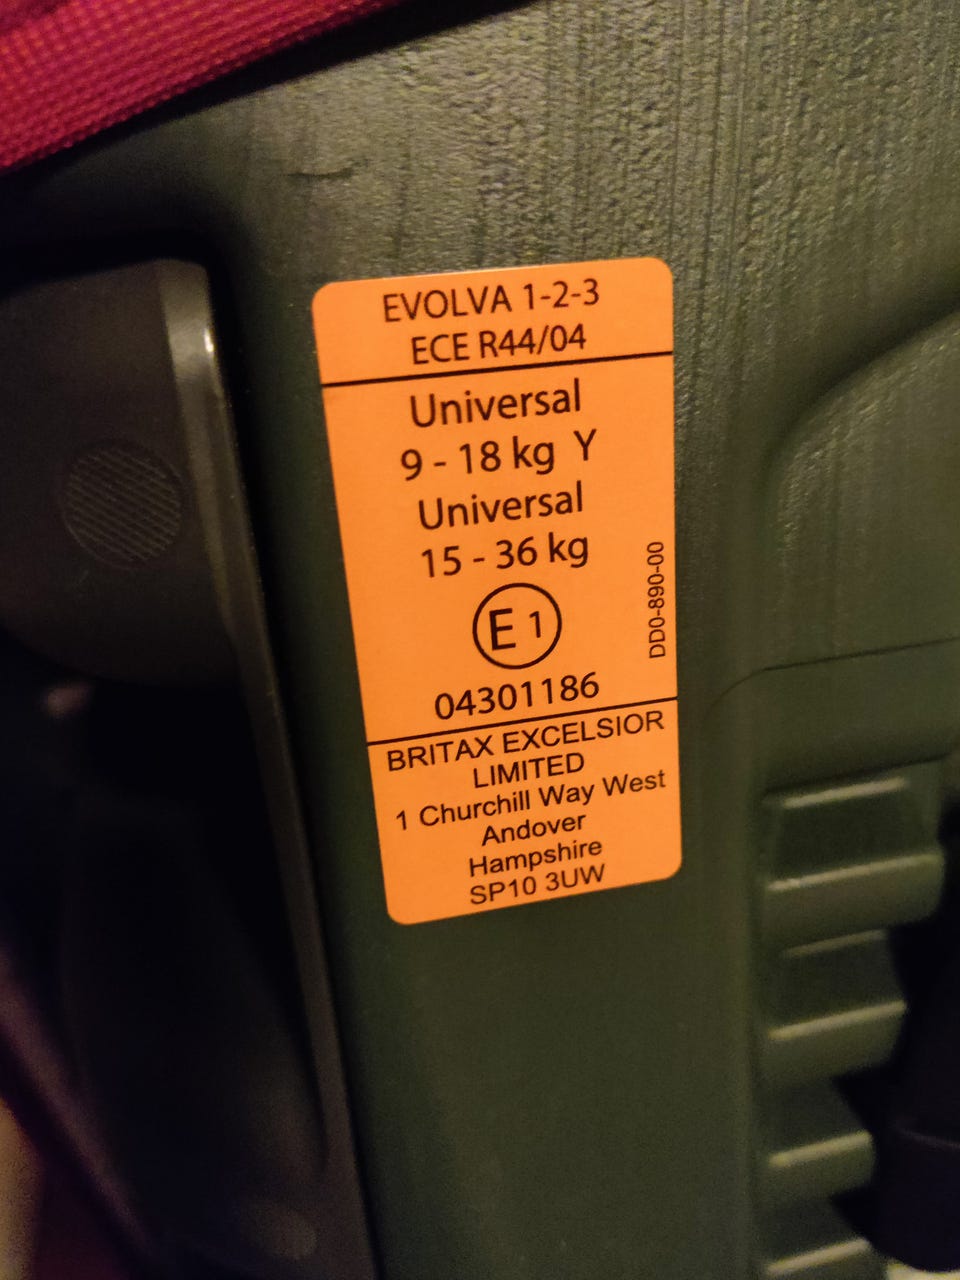 EVOLVA 1-2-3
ECE R44/04
Universal
9 - 18 kg Y
Universal
15 - 36 kg
E 1
04301186
DD0-890-00
BRITAX EXCELSIOR
LIMITED
1 Churchill Way West
Andover
Hampshire
SP10 3UW